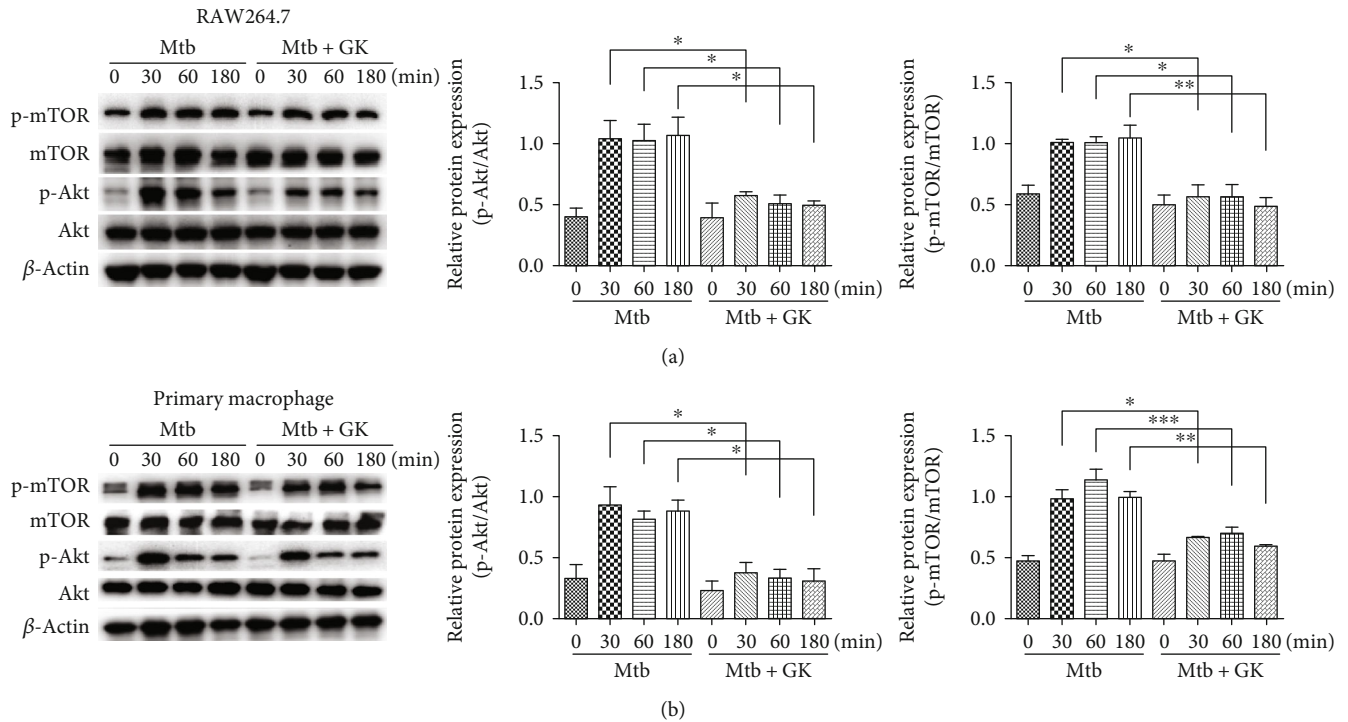 RAW264.7
Mtb Mtb + GK
0 30 60 180 0 30 60 180 (min)
p-mTOR
mTOR
p-Akt
Akt
β-Actin
Relative protein expression
(p-Akt/Akt)
1.5
1.0
0.5
0.0
* 
*
*
0 30 60 180 0 30 60 180 (min)
Mtb Mtb + GK
Relative protein expression
(p-mTOR/mTOR)
1.5
1.0
0.5
0.0
*
*
**
0 30 60 180 0 30 60 180 (min)
Mtb Mtb + GK
(a)
Primary macrophage
Mtb Mtb + GK
0 30 60 180 0 30 60 180 (min)
p-mTOR
mTOR
p-Akt
Akt
β-Actin
Relative protein expression
(p-Akt/Akt)
1.5
1.0
0.5
0.0
*
*
*
0 30 60 180 0 30 60 180 (min)
Mtb Mtb + GK
Relative protein expression
(p-mTOR/mTOR)
1.5
1.0
0.5
0.0
*
***
**
0 30 60 180 0 30 60 180 (min)
Mtb Mtb + GK
(b)